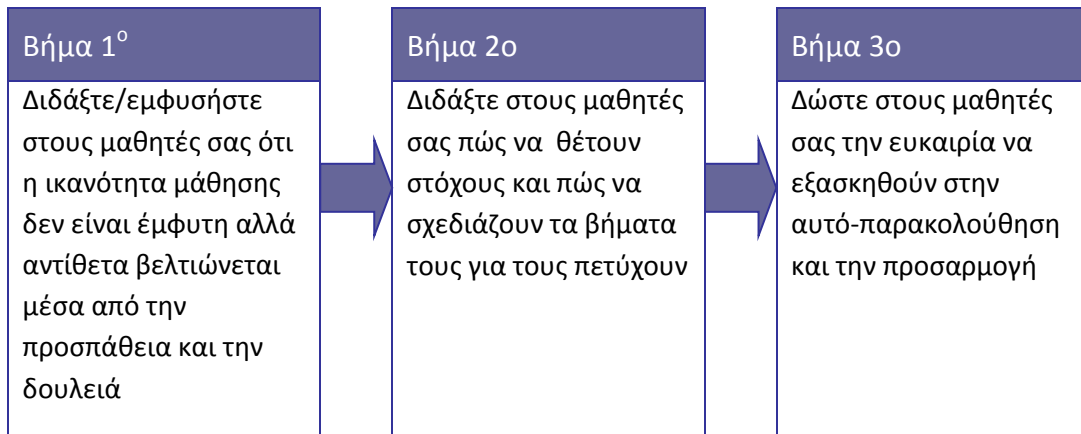 Βήμα 1ο
Διδάξτε/εμφυσήστε
στους μαθητές σας ότι
η ικανότητα μάθησης
δεν είναι έμφυτη αλλά
αντίθετα βελτιώνεται
μέσα από την
προσπάθεια και την
δουλειά
Βήμα 2ο
Διδάξτε στους μαθητές
σας πώς να  θέτουν
στόχους και πώς να
σχεδιάζουν τα βήματα
τους για τους πετύχουν
Βήμα 3ο
Δώστε στους μαθητές
σας την ευκαιρία να
εξασκηθούν στην
αυτό-παρακολούθηση
και την προσαρμογή